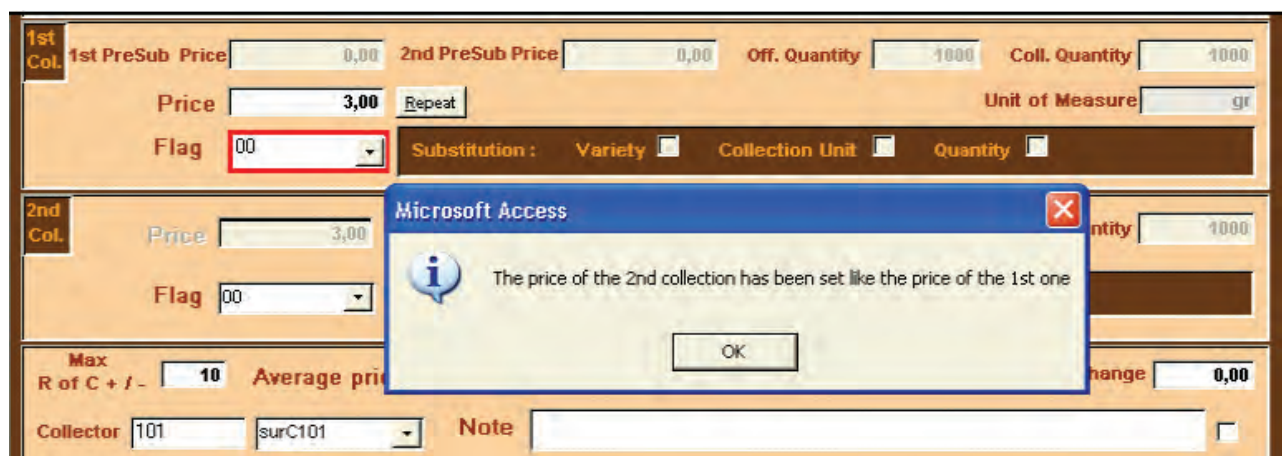 1st Col. 1st PreSub Price 0,00 2nd PreSub Price 0,00 Off. Quantity 1000 Coll. Quantity 1000
Price 3,00 Repeat Unit of Measure gr
Flag 00 Substitution : Variety Collection Unit Quantity
Microsoft Access
2nd Col. Price 3,00 ntity 1000
The price of the 2nd collection has been set like the price of the 1st one
Flag 00
OK
Max
R of C + / - 10 Average pri hange 0,00
Collector 101 surC101 Note